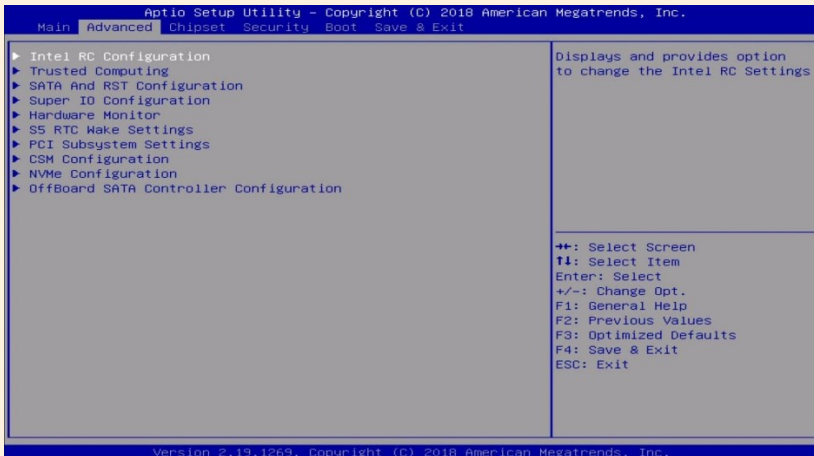 Aptio Setup Utility – Copyright (C) 2018 American Megatrends, Inc.
Main Advanced Chipset Security Boot Save & Exit
▶ Intel RC Configuration
▶ Trusted Computing
▶ SATA And RST Configuration
▶ Super IO Configuration
▶ Hardware Monitor
▶ S5 RTC Wake Settings
▶ PCI Subsystem Settings
▶ CSM Configuration
▶ NVMe Configuration
▶ OffBoard SATA Controller Configuration
Displays and provides option
to change the Intel RC Settings
→←: Select Screen
↑↓: Select Item
Enter: Select
+/-: Change Opt.
F1: General Help
F2: Previous Values
F3: Optimized Defaults
F4: Save & Exit
ESC: Exit
Version 2.19.1269. Copyright (C) 2018 American Megatrends, Inc.